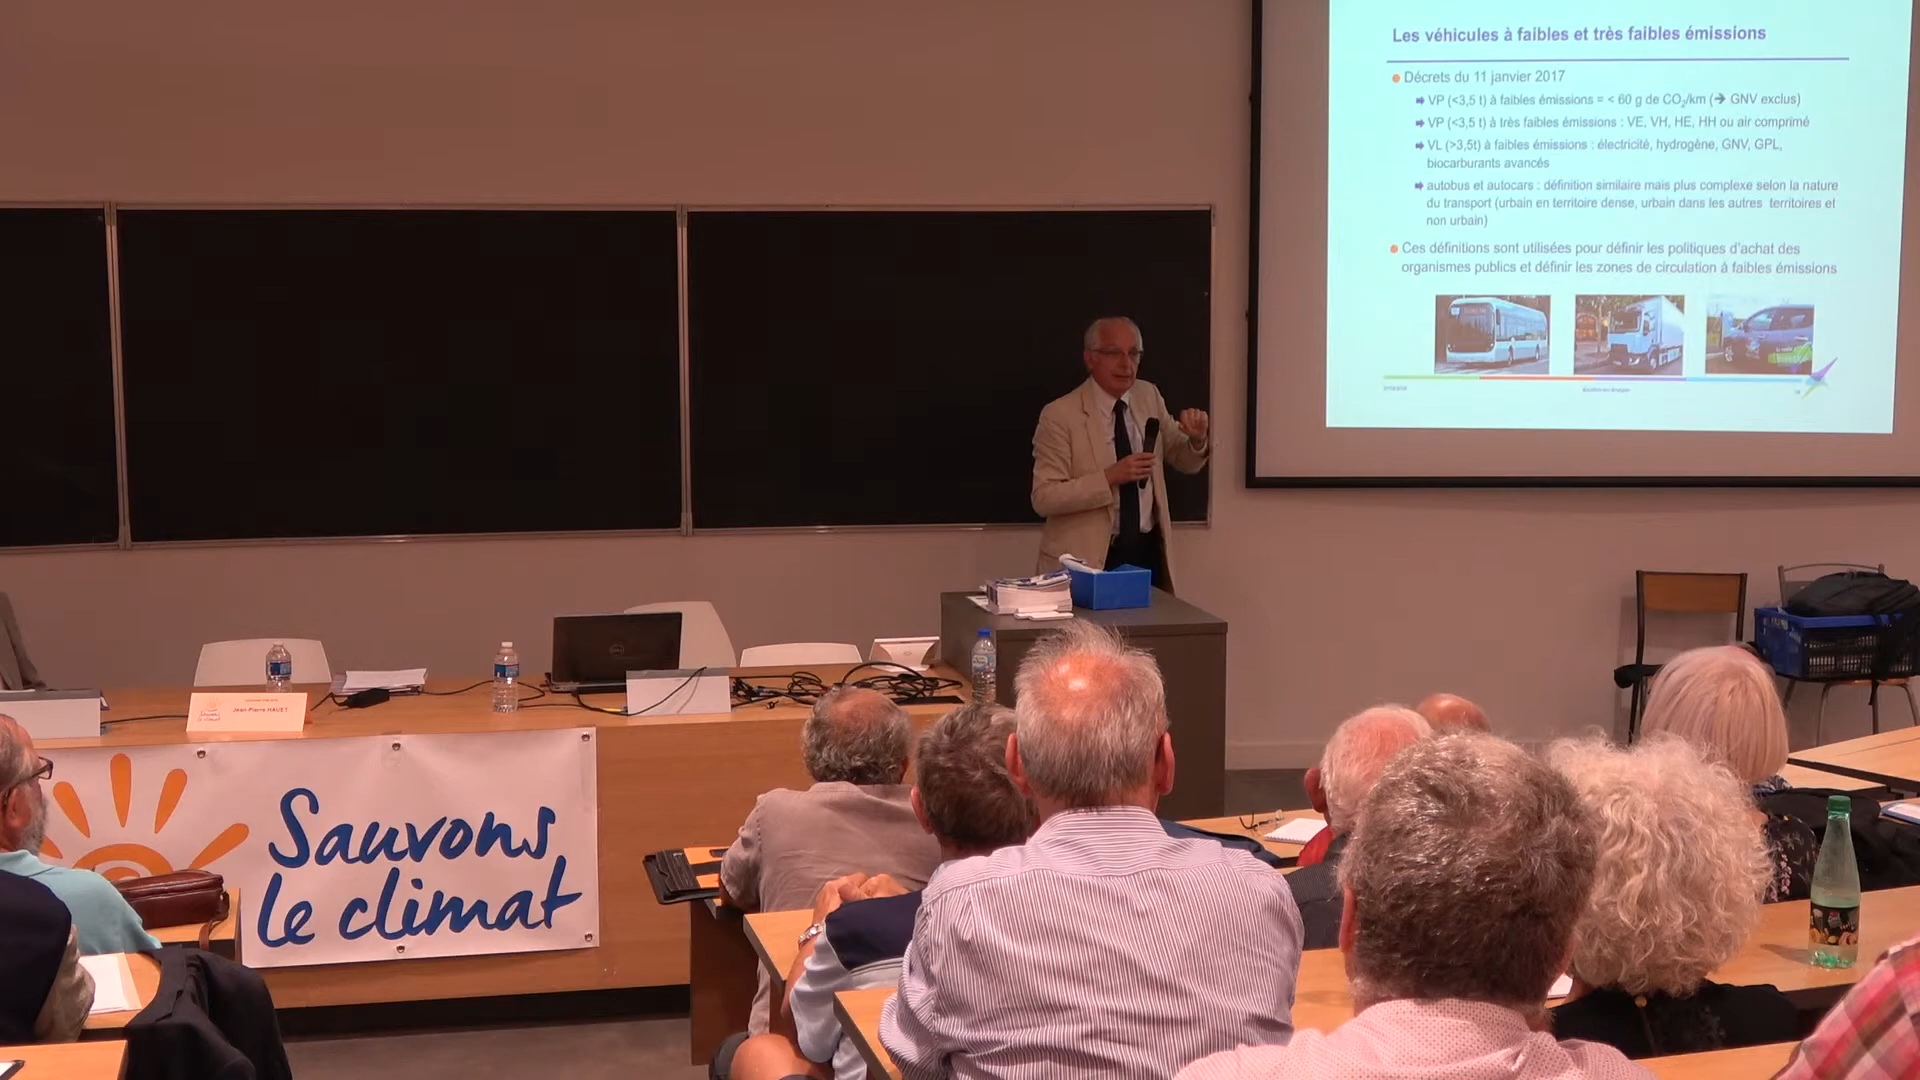 Les véhicules à faibles et très faibles émissions
Décrets du 11 janvier 2017
VP (<3,5 t) à faibles émissions = < 60 g de CO₂/km (→ GNV exclus)
VP (<3,5 t) à très faibles émissions : VE, VH, HE, HH ou air comprimé
VL (>3,5t) à faibles émissions : électricité, hydrogène, GNV, GPL,
biocarburants avancés
autobus et autocars : définition similaire mais plus complexe selon la nature
du transport (urbain en territoire dense, urbain dans les autres territoires et
non urbain)
Ces définitions sont utilisées pour définir les politiques d'achat des
organismes publics et définir les zones de circulation à faibles émissions
Jean-Pierre HAUET
Sauvons
le climat